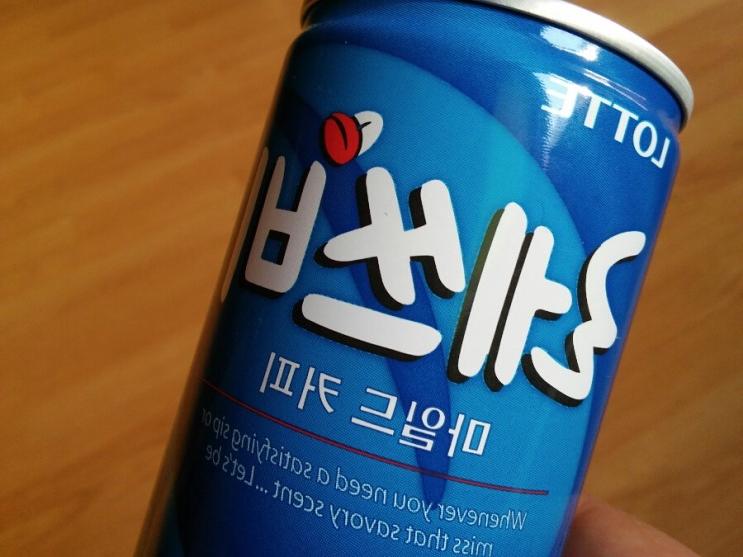 LOTTE
레쓰비
마일드 커피
Whenever you need a satisfying sip or
miss that savory scent... Let's be